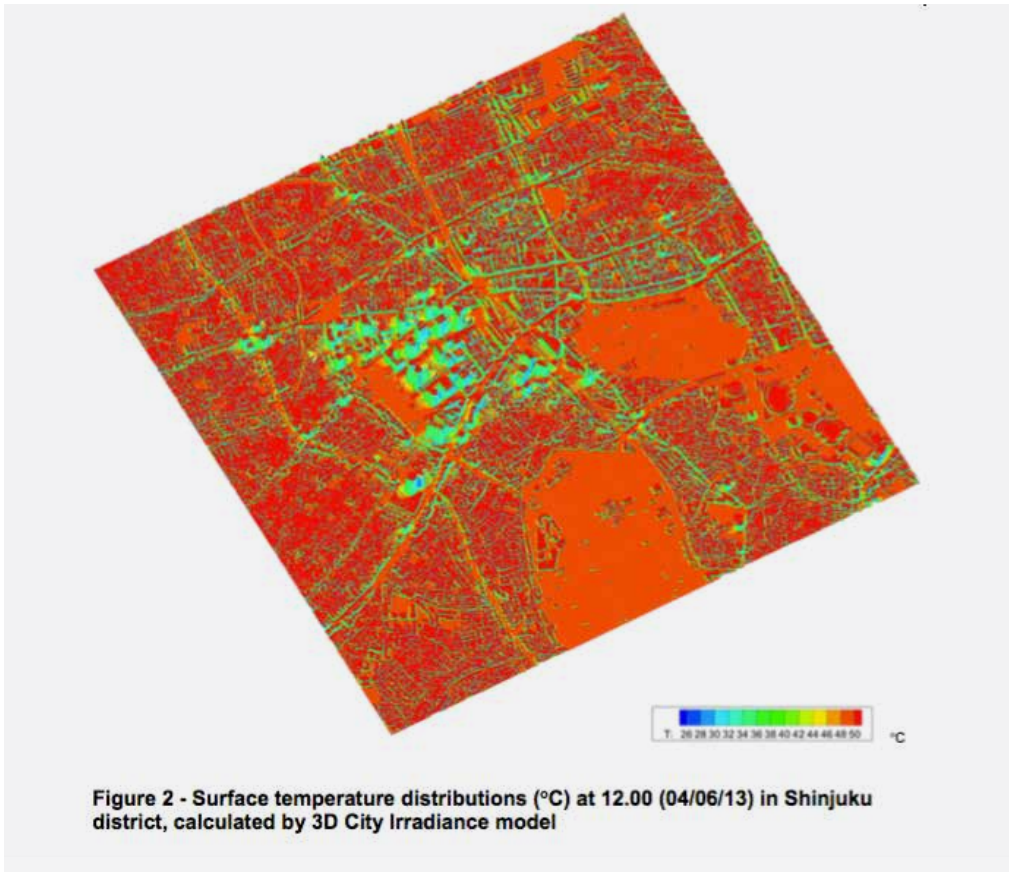 T: 26 28 30 32 34 36 38 40 42 44 46 48 50
°C
Figure 2 - Surface temperature distributions (°C) at 12.00 (04/06/13) in Shinjuku
district, calculated by 3D City Irradiance model